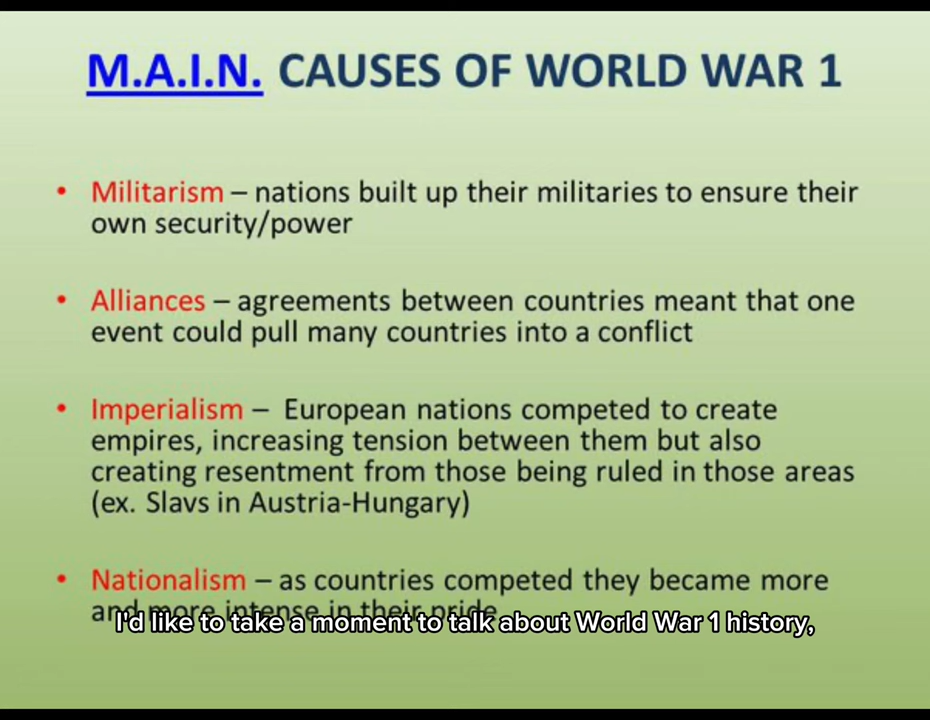 M.A.I.N. CAUSES OF WORLD WAR 1
• Militarism – nations built up their militaries to ensure their
own security/power
• Alliances – agreements between countries meant that one
event could pull many countries into a conflict
• Imperialism – European nations competed to create
empires, increasing tension between them but also
creating resentment from those being ruled in those areas
(ex. Slavs in Austria-Hungary)
• Nationalism – as countries competed they became more
and more intense in their pride
I'd like to take a moment to talk about World War 1 history,